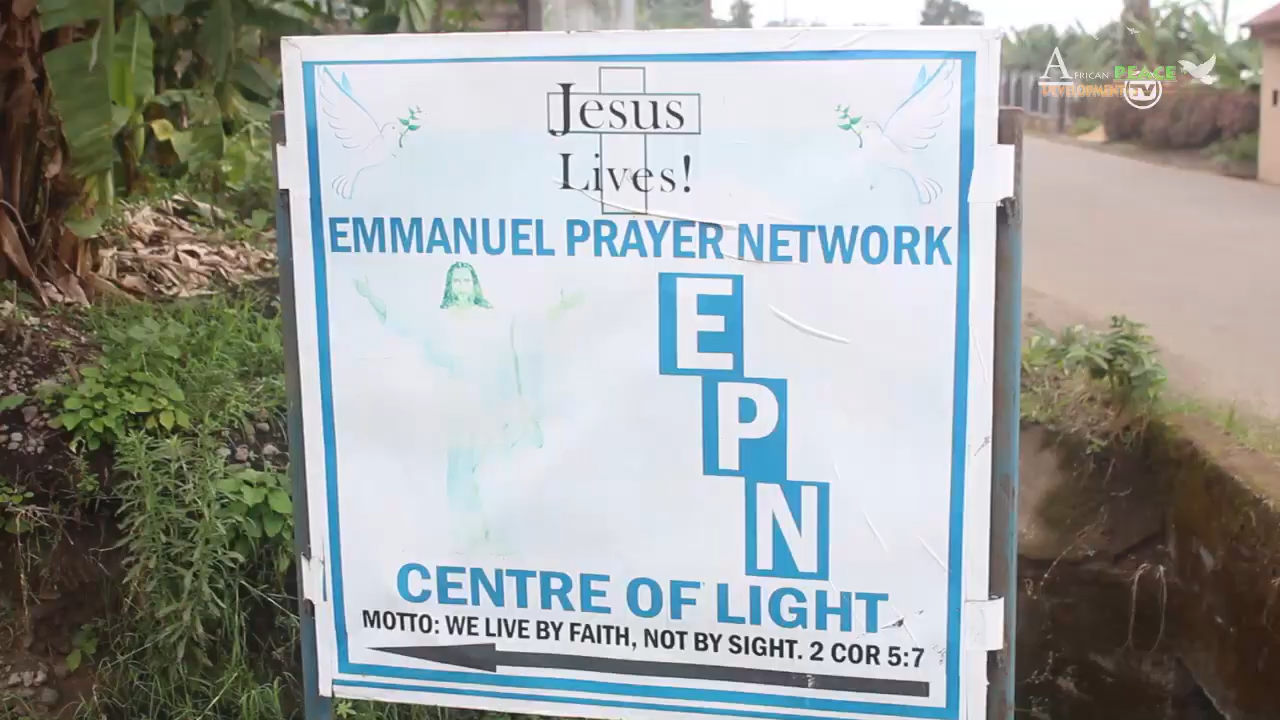 Jesus
Lives!
EMMANUEL PRAYER NETWORK
E
P
N
CENTRE OF LIGHT
MOTTO: WE LIVE BY FAITH, NOT BY SIGHT. 2 COR 5:7
AFRICAN PEACE
DEVELOPMENT TV